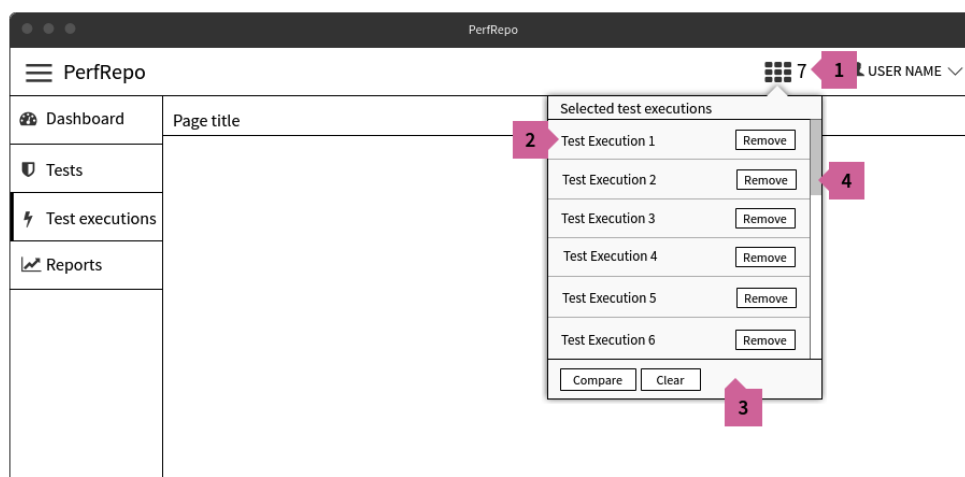 PerfRepo
PerfRepo
7
1
USER NAME
Dashboard
Tests
Test executions
Reports
Page title
Selected test executions
2
Test Execution 1
Remove
Test Execution 2
Remove
4
Test Execution 3
Remove
Test Execution 4
Remove
Test Execution 5
Remove
Test Execution 6
Remove
Compare
Clear
3